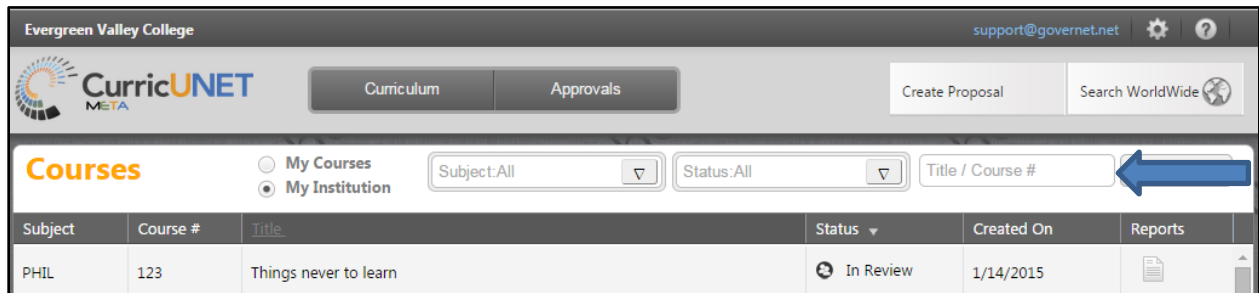 Evergreen Valley College support@governet.net ?
CurricUNET
META
Curriculum Approvals Create Proposal Search WorldWide
Courses
My Courses
My Institution
Subject:All Status:All Title / Course #
Subject Course # Title Status Created On Reports
PHIL 123 Things never to learn In Review 1/14/2015